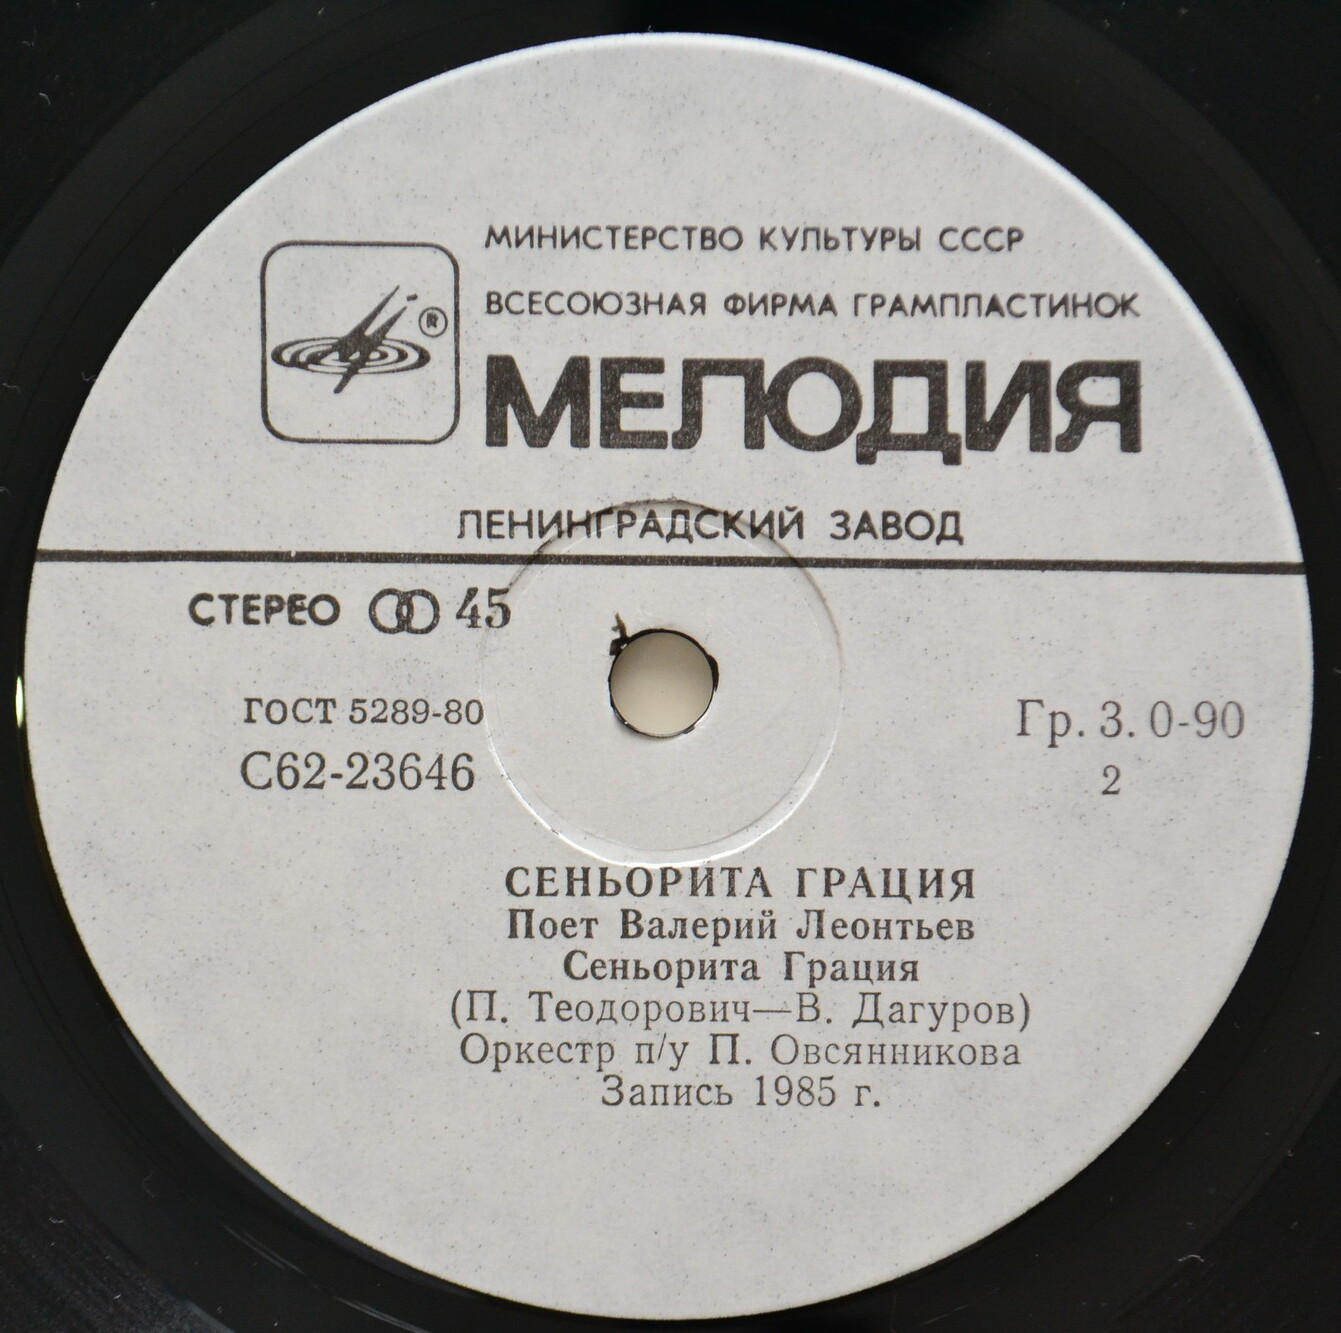 МИНИСТЕРСТВО КУЛЬТУРЫ СССР
ВСЕСОЮЗНАЯ ФИРМА ГРАМПЛАСТИНОК
®
МЕЛОДИЯ
ЛЕНИНГРАДСКИЙ ЗАВОД
СТЕРЕО 45
ГОСТ 5289-80
С62-23646
Гр. 3. 0-90
2
СЕНЬОРИТА ГРАЦИЯ
Поет Валерий Леонтьев
Сеньорита Грация
(П. Теодорович—В. Дагуров)
Оркестр п/у П. Овсянникова
Запись 1985 г.